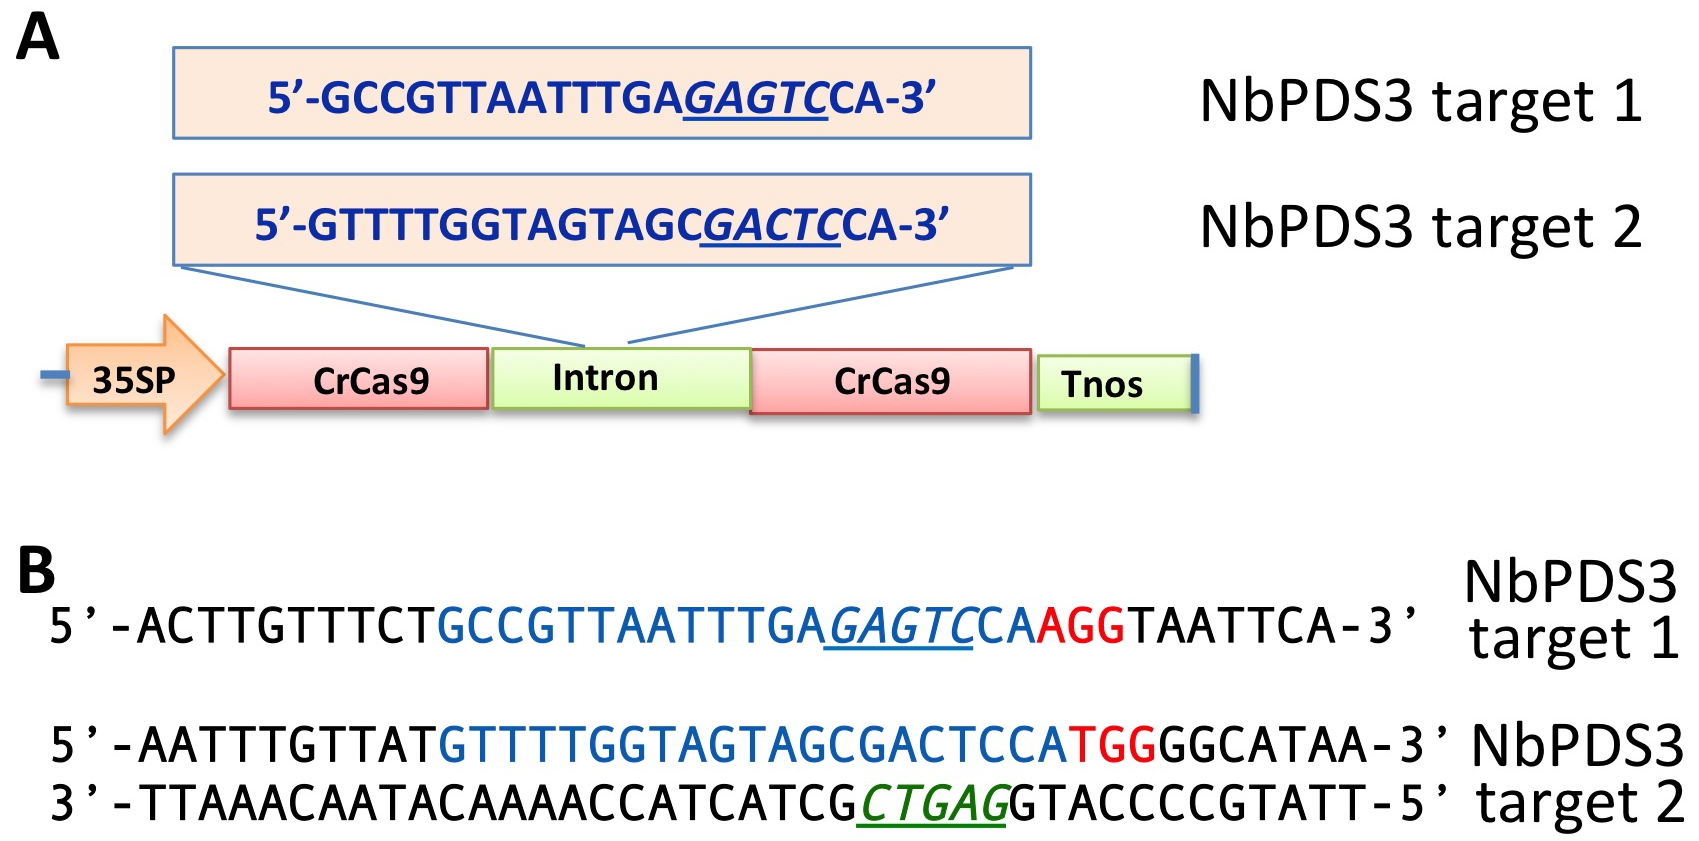 A
5’-GCCGTTAATTTGAGAGTCCA-3’
NbPDS3 target 1
5’-GTTTTGGTAGTAGCGACTCCA-3’
NbPDS3 target 2
35SP
CrCas9
Intron
CrCas9
Tnos
B
5’-ACTTGTTTCTGCCGTTAATTTGAGAGTCCAAGGTAATTCA-3’
NbPDS3
target 1
5’-AATTTGTTATGTTTTGGTAGTAGCGACTCCATGGGGCATAA-3’
NbPDS3
3’-TTAAACAATACAAAACCATCATCGCTGAGGTACCCCGTATT-5’
target 2